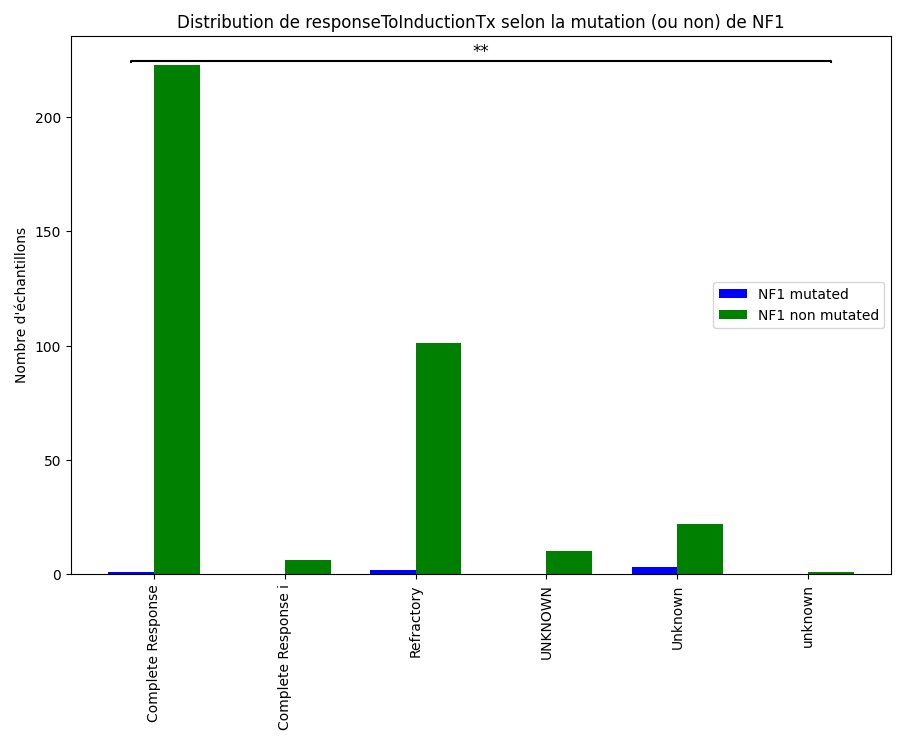 Distribution de responseToInductionTx selon la mutation (ou non) de NF1
**
Nombre d'échantillons
200
150
100
50
0
NF1 mutated
NF1 non mutated
Complete Response
Complete Response i
Refractory
UNKNOWN
Unknown
unknown